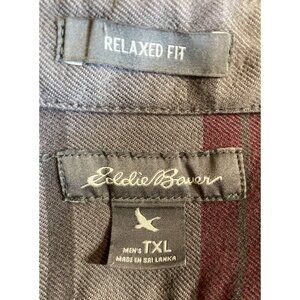 RELAXED FIT
Eddie Bauer
MEN'S TXL
MADE IN SRI LANKA